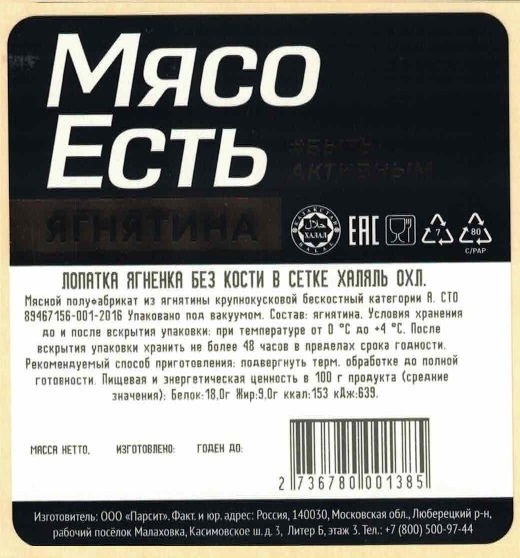 Мясо
Есть
#БЫТЬ
АКТИВНЫМ
ЯГНЯТИНА
ХАЛАЛ
HALAL
EAC
7
80
C/PAP
ЛОПАТКА ЯГНЕНКА БЕЗ КОСТИ В СЕТКЕ ХАЛЯЛЬ ОХЛ.
Мясной полуфабрикат из ягнятины крупнокусковой бескостный категории А. СТО
89467156-001-2016 Упаковано под вакуумом. Состав: ягнятина. Условия хранения
до и после вскрытия упаковки: при температуре от 0 °C до +4 °C. После
вскрытия упаковки хранить не более 48 часов в пределах срока годности.
Рекомендуемый способ приготовления: подвергнуть терм. обработке до полной
готовности. Пищевая и энергетическая ценность в 100 г продукта (средние
значения): Белок:18,0г Жир:9,0г ккал:153 кДж:639.
МАССА НЕТТО, ИЗГОТОВЛЕНО: ГОДЕН ДО:
2 736780 001385
Изготовитель: ООО «Парсит». Факт. и юр. адрес: Россия, 140030, Московская обл., Люберецкий р-н,
рабочий посёлок Малаховка, Касимовское ш. д. 3, Литер Б, этаж 3. Тел.: +7 (800) 500-97-44